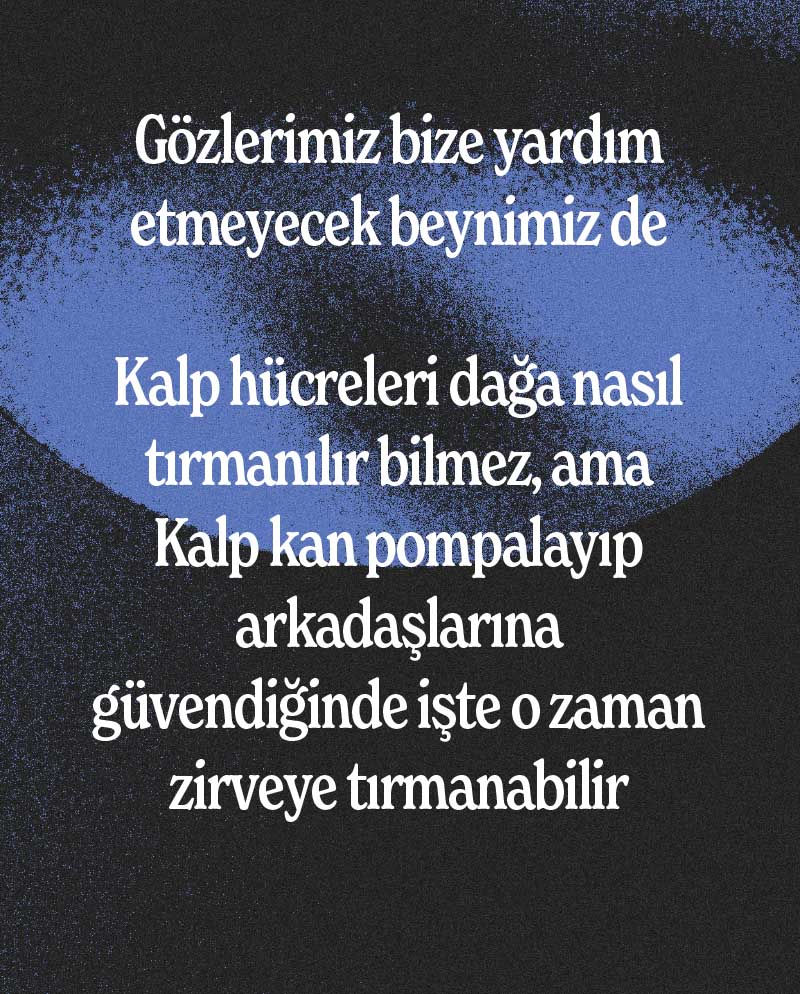 Gözlerimiz bize yardım
etmeyecek beynimiz de
Kalp hücreleri dağa nasıl
tırmanılır bilmez, ama
Kalp kan pompalayıp
arkadaşlarına
güvendiğinde işte o zaman
zirveye tırmanabilir